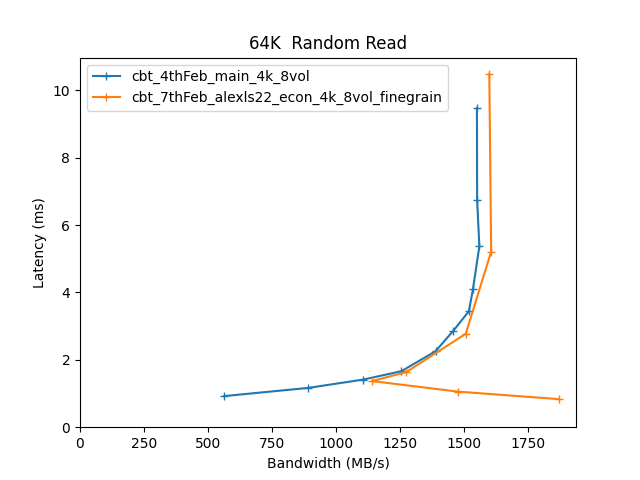 64K  Random Read
cbt_4thFeb_main_4k_8vol
cbt_7thFeb_alexls22_econ_4k_8vol_finegrain
Latency (ms)
10
8
6
4
2
0
0 250 500 750 1000 1250 1500 1750
Bandwidth (MB/s)